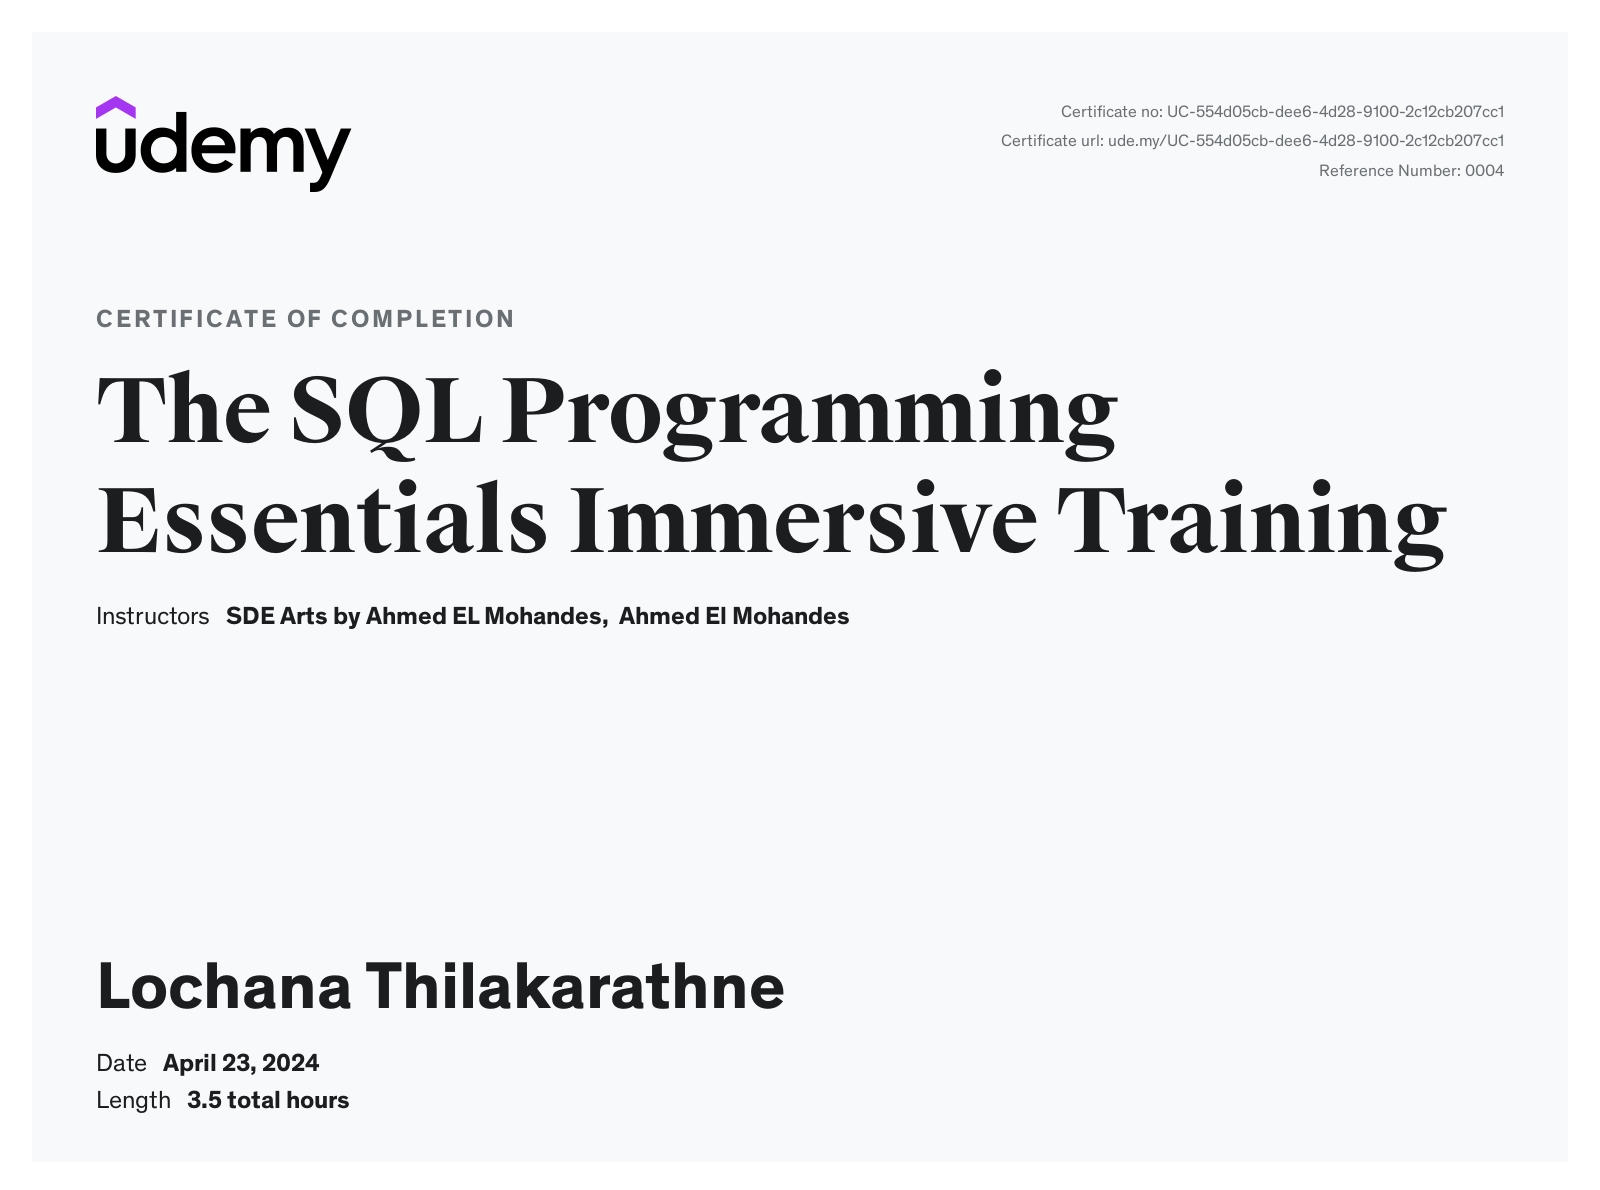 udemy
Certificate no: UC-554d05cb-dee6-4d28-9100-2c12cb207cc1
Certificate url: ude.my/UC-554d05cb-dee6-4d28-9100-2c12cb207cc1
Reference Number: 0004
CERTIFICATE OF COMPLETION
The SQL Programming
Essentials Immersive Training
Instructors SDE Arts by Ahmed EL Mohandes, Ahmed El Mohandes
Lochana Thilakarathne
Date April 23, 2024
Length 3.5 total hours